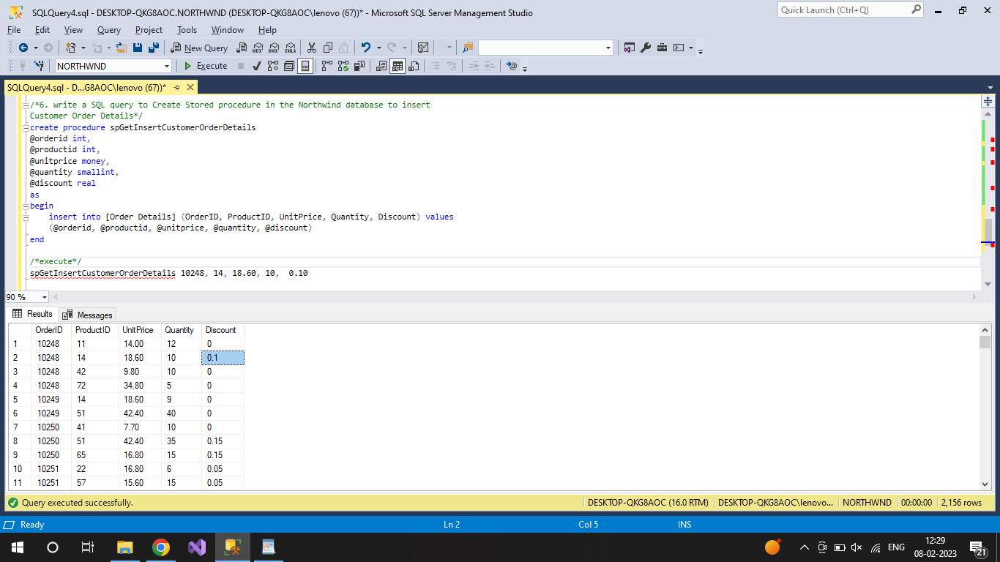 SQLQuery4.sql - DESKTOP-QKG8AOC.NORTHWND (DESKTOP-QKG8AOC\lenovo (67))* - Microsoft SQL Server Management Studio
Quick Launch (Ctrl+Q)
File Edit View Query Project Tools Window Help
New Query MDX DMX XMLA
NORTHWND Execute
SQLQuery4.sql - D...G8AOC\lenovo (67))*
/*6. write a SQL query to Create Stored procedure in the Northwind database to insert
Customer Order Details*/
create procedure spGetInsertCustomerOrderDetails
@orderid int,
@productid int,
@unitprice money,
@quantity smallint,
@discount real
as
begin
insert into [Order Details] (OrderID, ProductID, UnitPrice, Quantity, Discount) values
(@orderid, @productid, @unitprice, @quantity, @discount)
end
/*execute*/
spGetInsertCustomerOrderDetails 10248, 14, 18.60, 10,  0.10
90 %
Results Messages
OrderID ProductID UnitPrice Quantity Discount
1 10248 11 14.00 12 0
2 10248 14 18.60 10 0.1
3 10248 42 9.80 10 0
4 10248 72 34.80 5 0
5 10249 14 18.60 9 0
6 10249 51 42.40 40 0
7 10250 41 7.70 10 0
8 10250 51 42.40 35 0.15
9 10250 65 16.80 15 0.15
10 10251 22 16.80 6 0.05
11 10251 57 15.60 15 0.05
Query executed successfully. DESKTOP-QKG8AOC (16.0 RTM) DESKTOP-QKG8AOC\lenovo... NORTHWND 00:00:00 2,156 rows
Ready Ln 2 Col 5 INS
ENG 12:29
08-02-2023 21